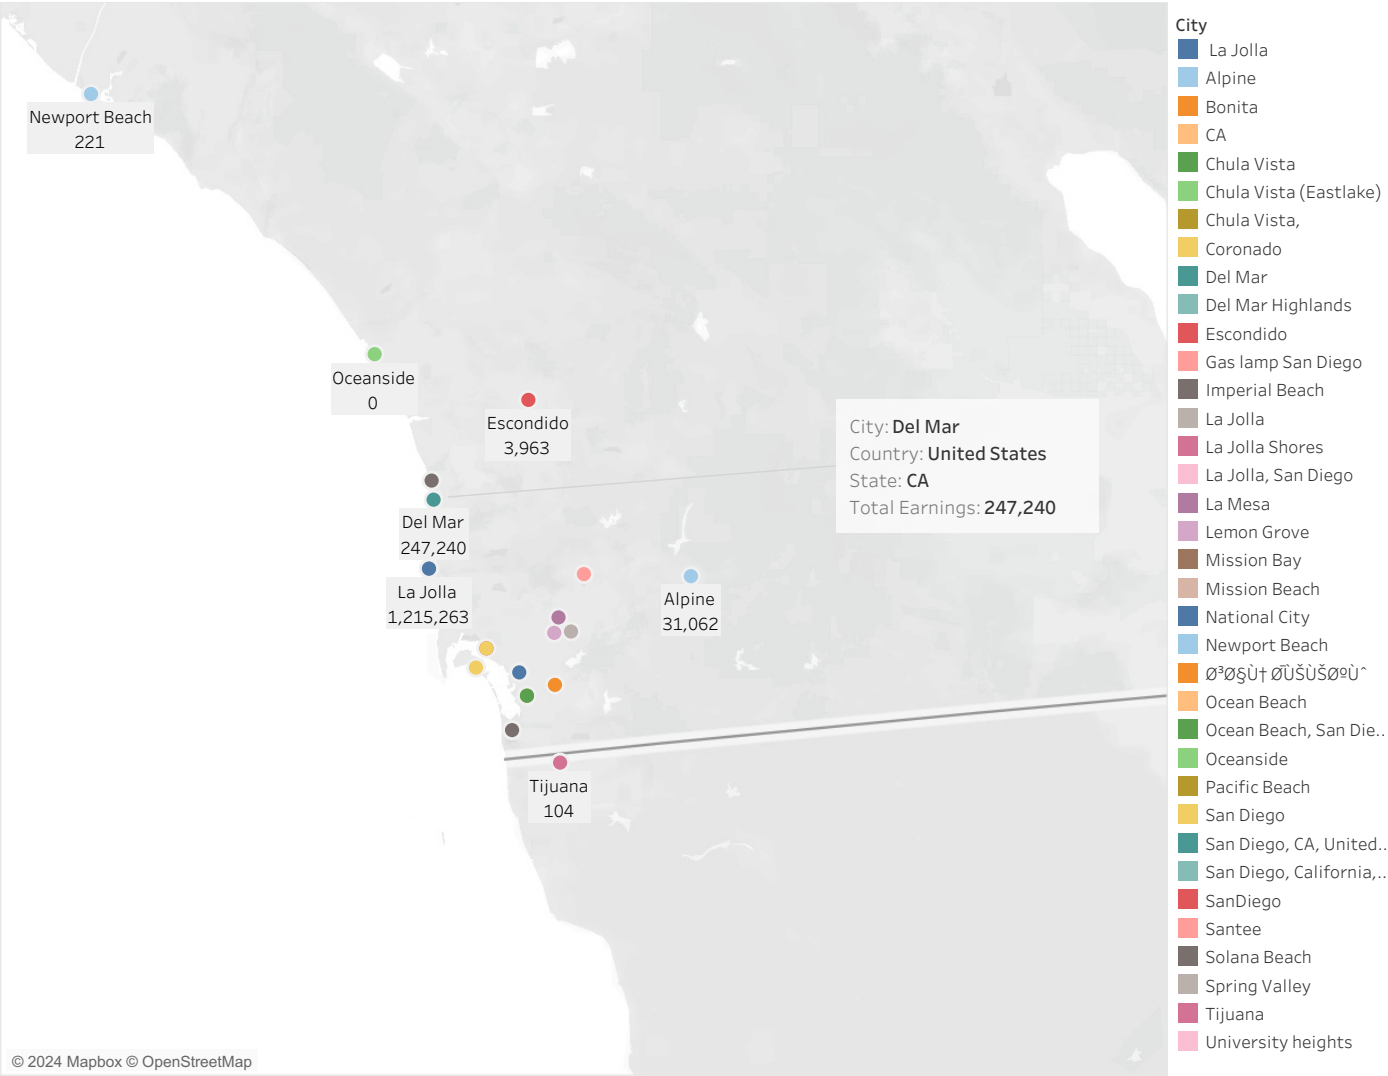 Newport Beach
221
Oceanside
0
Escondido
3,963
City: Del Mar
Country: United States
State: CA
Total Earnings: 247,240
Del Mar
247,240
La Jolla
1,215,263
Alpine
31,062
Tijuana
104
© 2024 Mapbox © OpenStreetMap
City
La Jolla
Alpine
Bonita
CA
Chula Vista
Chula Vista (Eastlake)
Chula Vista,
Coronado
Del Mar
Del Mar Highlands
Escondido
Gas lamp San Diego
Imperial Beach
La Jolla
La Jolla Shores
La Jolla, San Diego
La Mesa
Lemon Grove
Mission Bay
Mission Beach
National City
Newport Beach
Ocean Beach
Ocean Beach, San Die..
Oceanside
Pacific Beach
San Diego
San Diego, CA, United..
San Diego, California,..
SanDiego
Santee
Solana Beach
Spring Valley
Tijuana
University heights